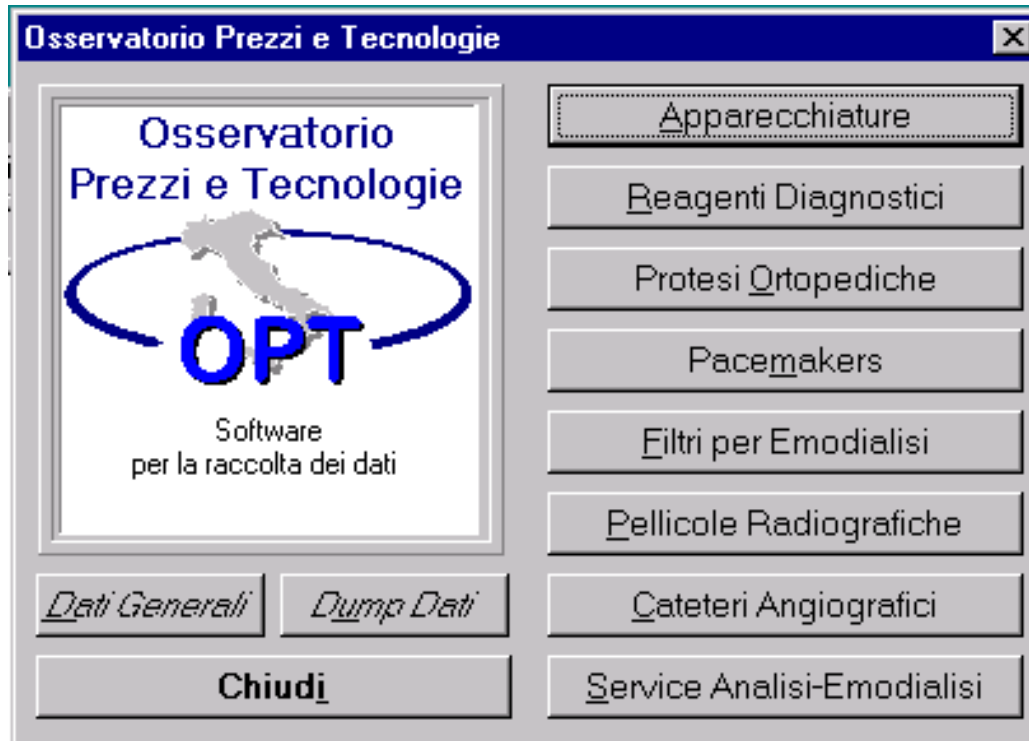 Osservatorio Prezzi e Tecnologie
Osservatorio
Prezzi e Tecnologie
OPT
Software
per la raccolta dei dati
Dati Generali
Dump Dati
Chiudi
Apparecchiature
Reagenti Diagnostici
Protesi Ortopediche
Pacemakers
Filtri per Emodialisi
Pellicole Radiografiche
Cateteri Angiografici
Service Analisi-Emodialisi